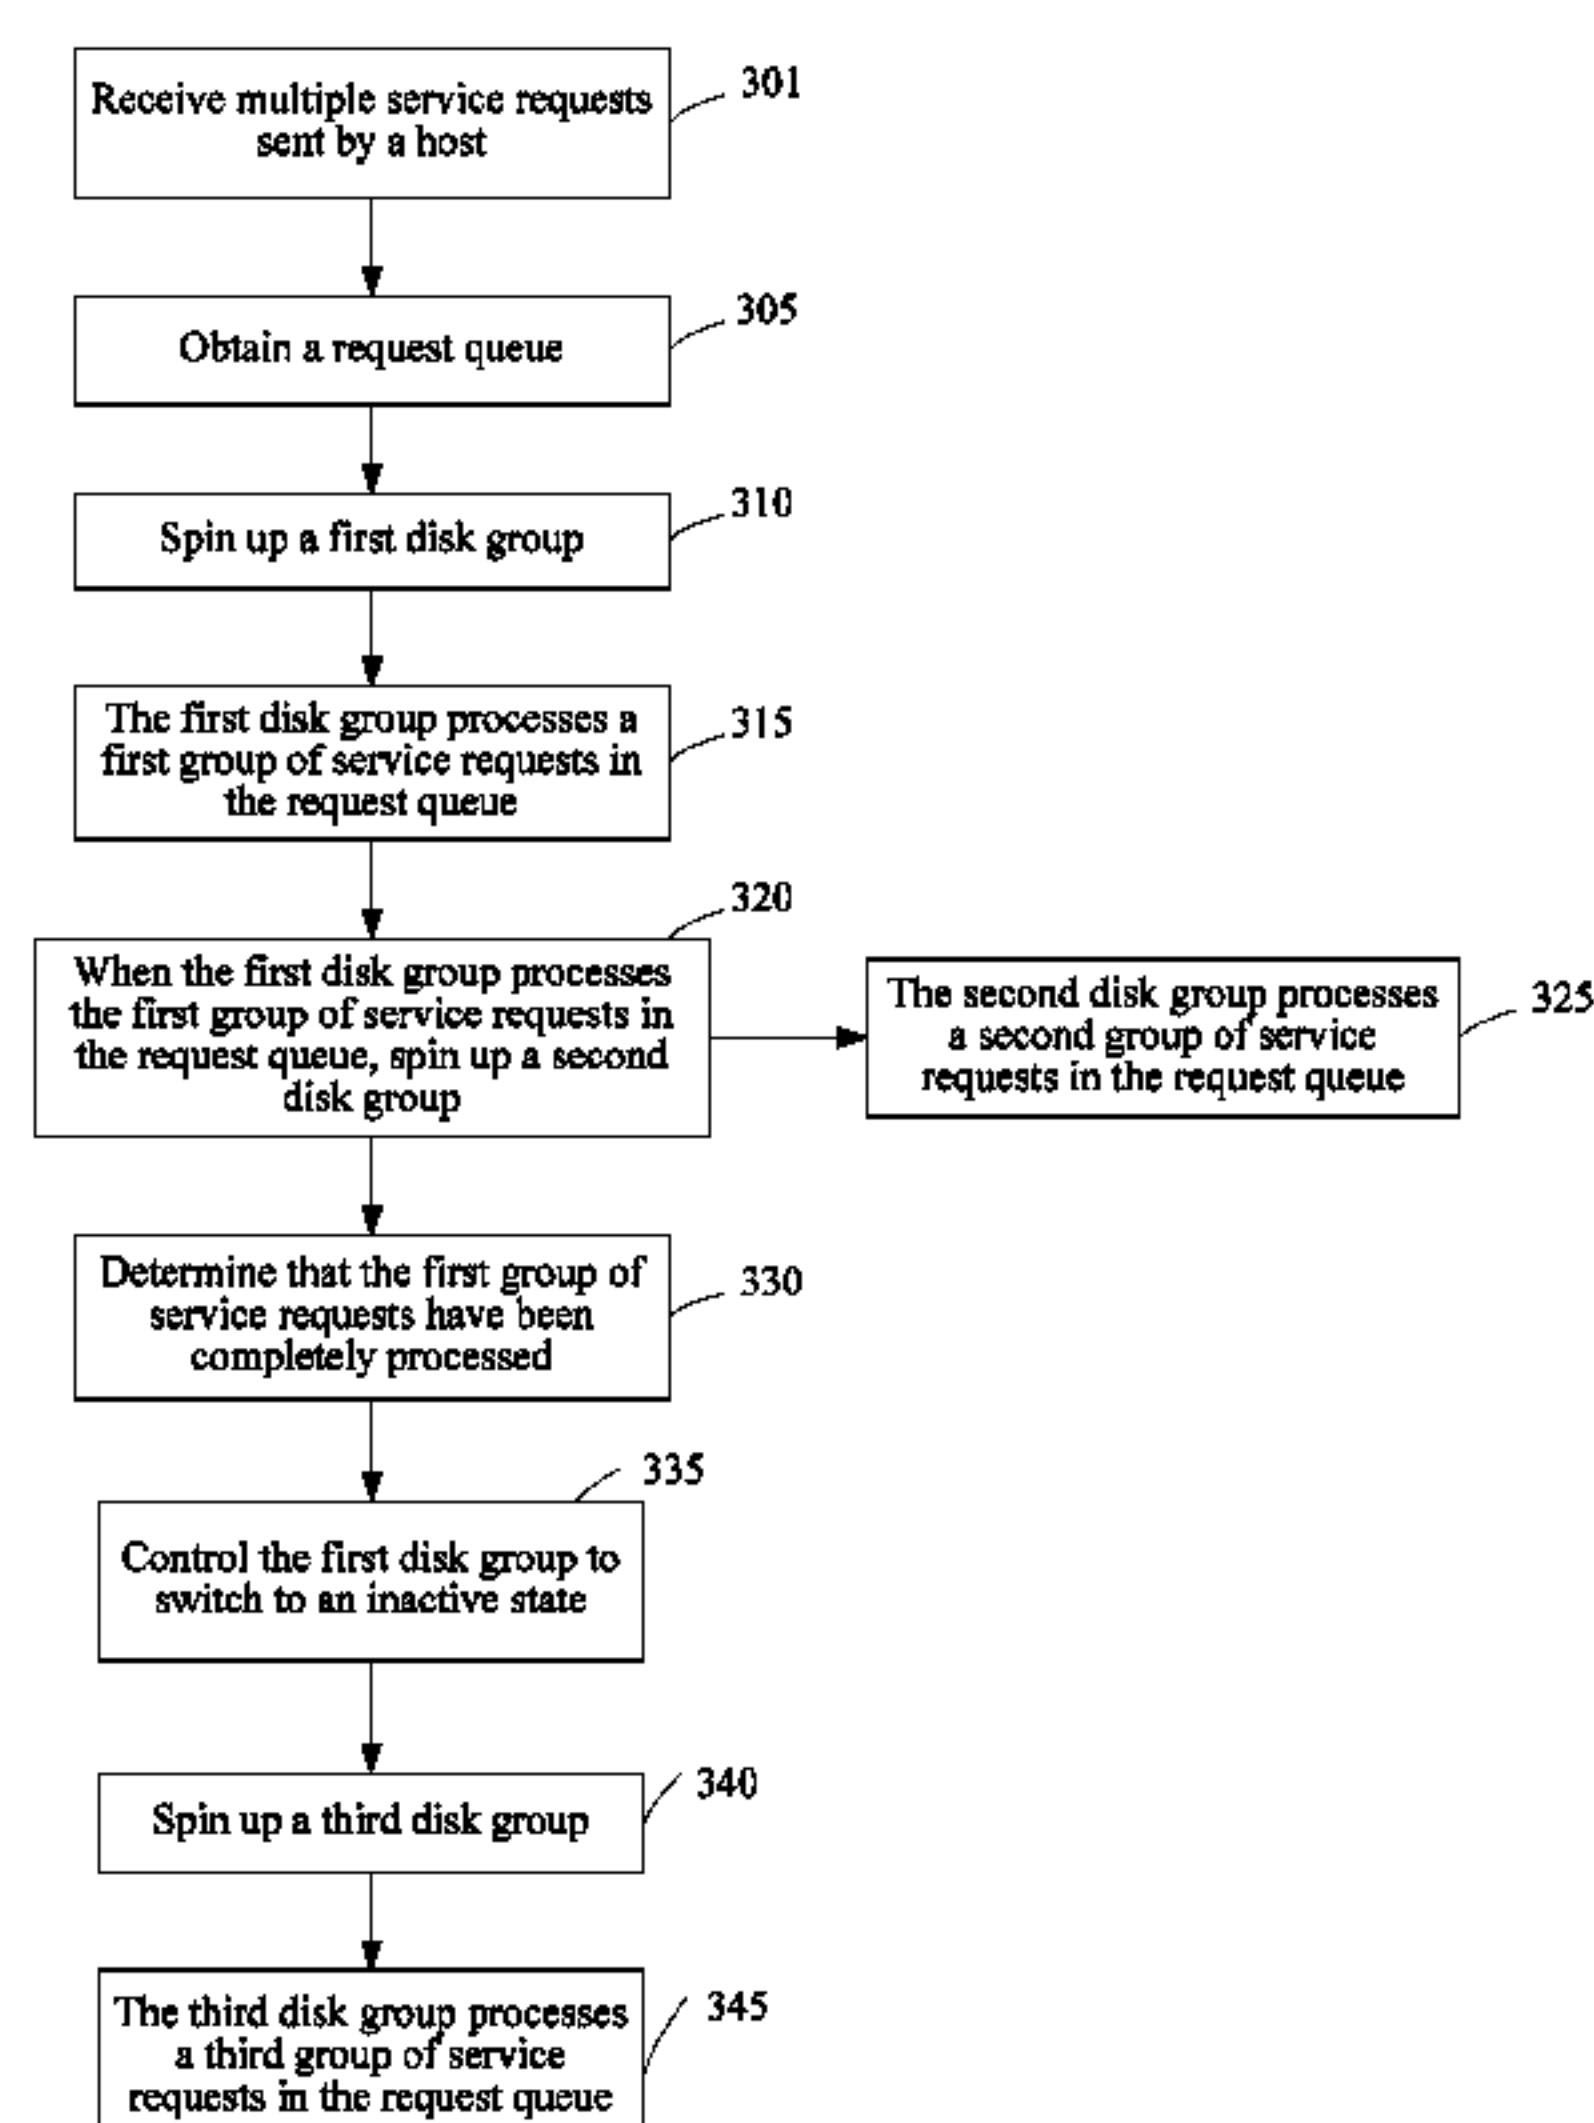 Receive multiple service requests
sent by a host
301
Obtain a request queue
305
Spin up a first disk group
310
The first disk group processes a
first group of service requests in
the request queue
315
320
When the first disk group processes
the first group of service requests in
the request queue, spin up a second
disk group
The second disk group processes
a second group of service
requests in the request queue
325
Determine that the first group of
service requests have been
completely processed
330
335
Control the first disk group to
switch to an inactive state
Spin up a third disk group
340
The third disk group processes
a third group of service
requests in the request queue
345